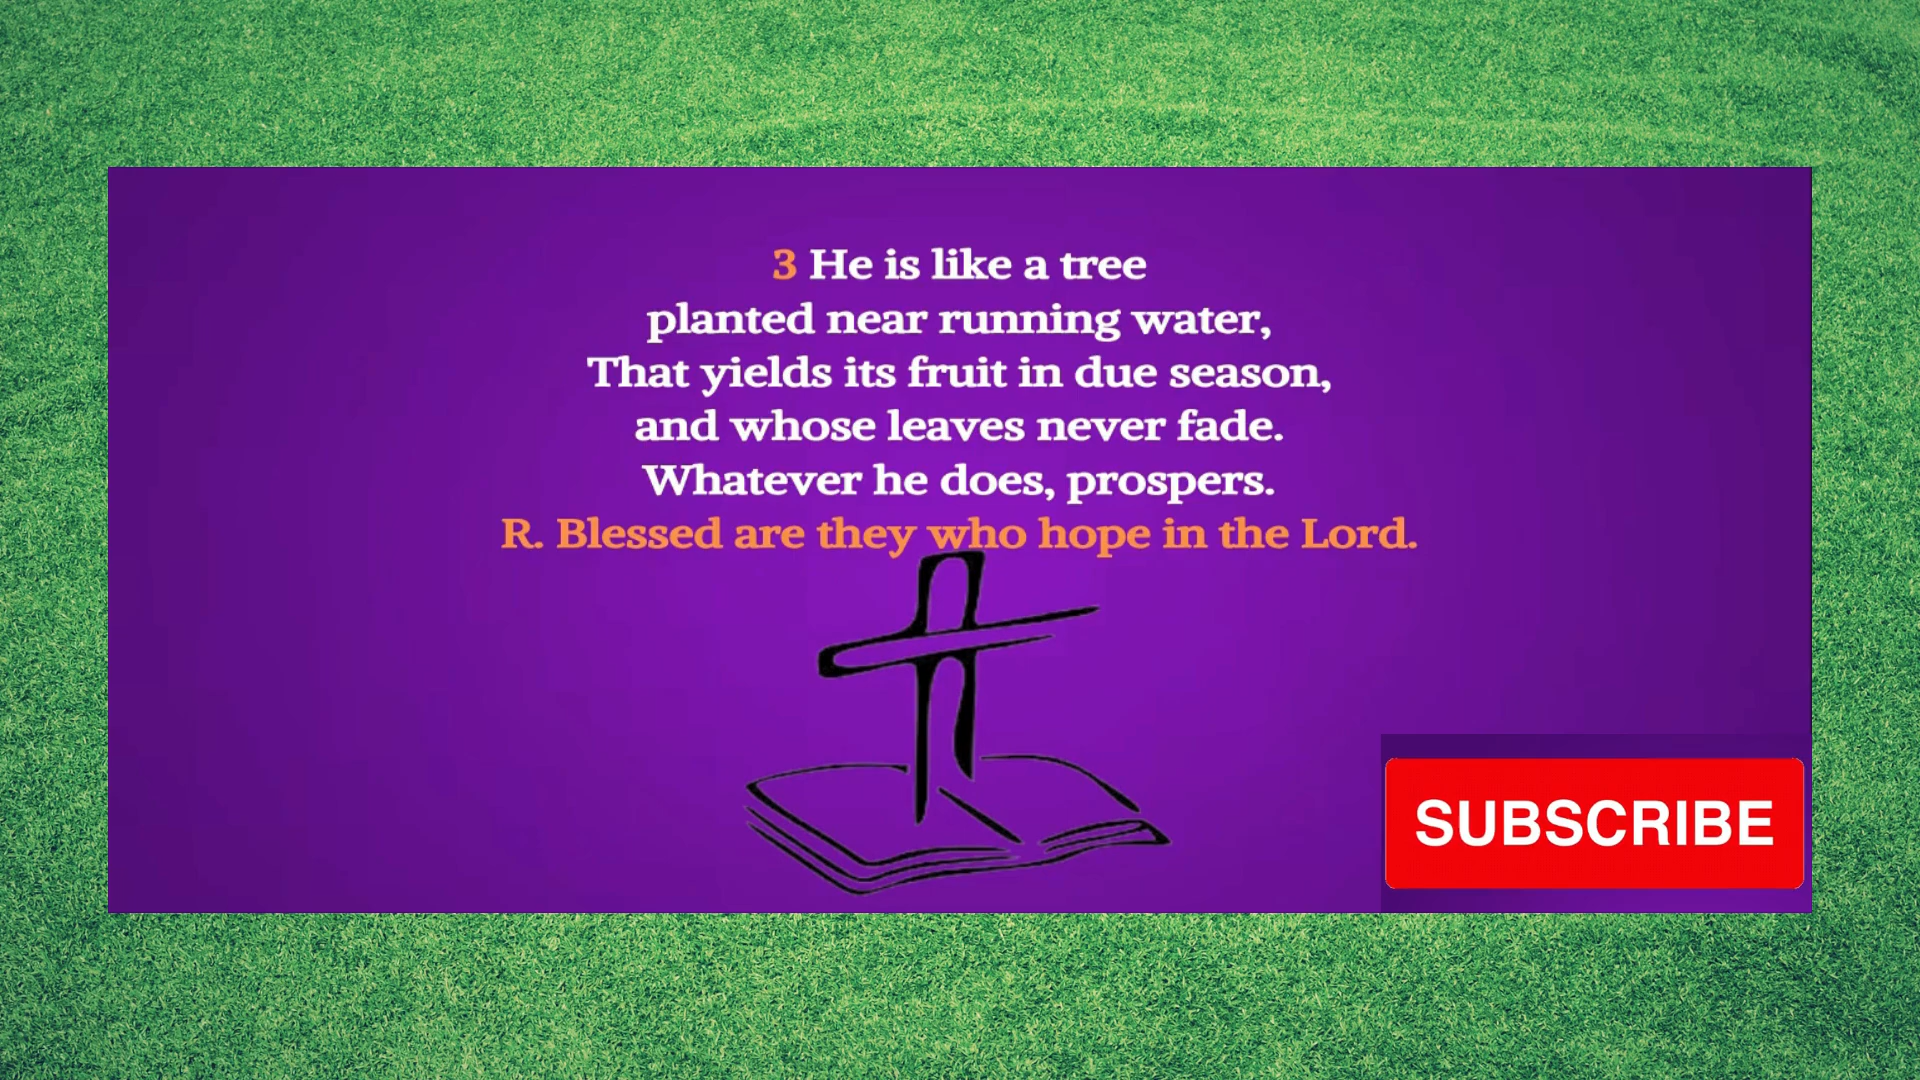 3 He is like a tree
planted near running water,
That yields its fruit in due season,
and whose leaves never fade.
Whatever he does, prospers.
R. Blessed are they who hope in the Lord.
SUBSCRIBE